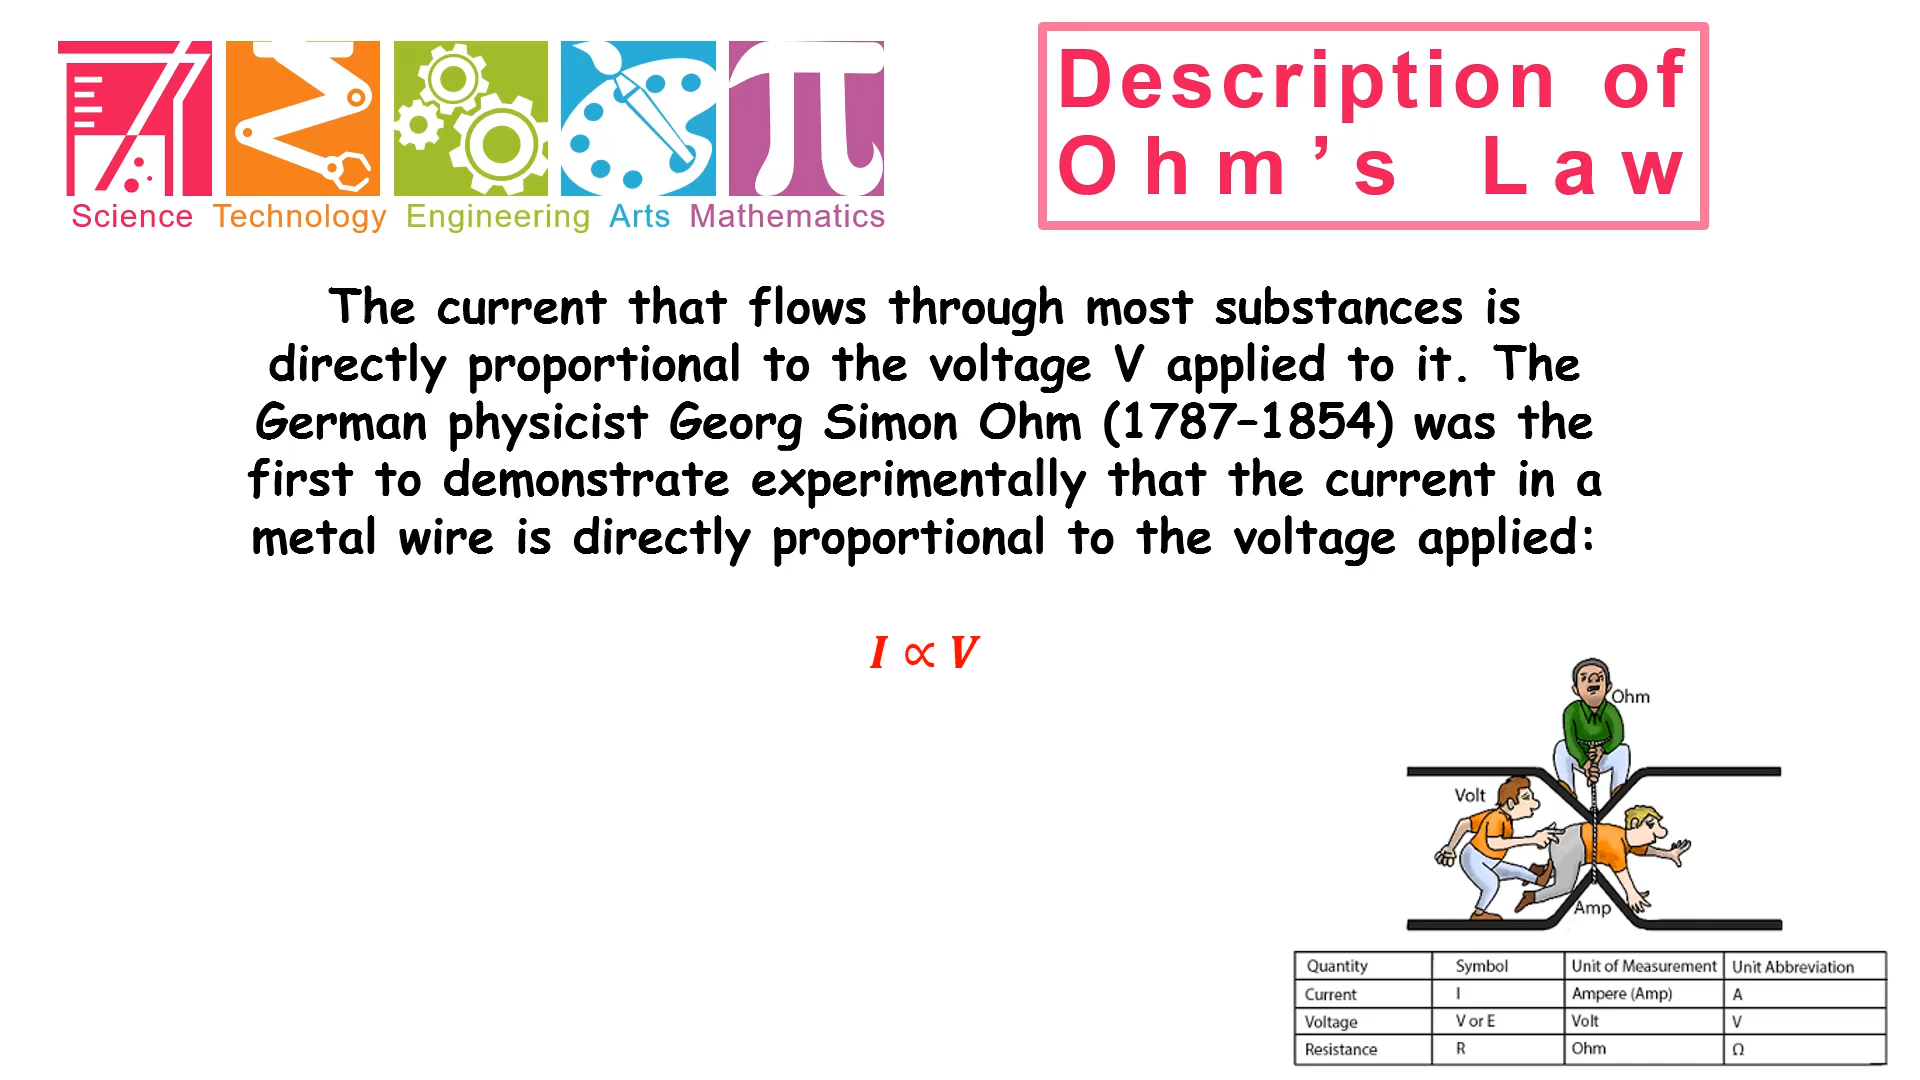 Science Technology Engineering Arts Mathematics
Description of
Ohm’s Law
The current that flows through most substances is
directly proportional to the voltage V applied to it. The
German physicist Georg Simon Ohm (1787–1854) was the
first to demonstrate experimentally that the current in a
metal wire is directly proportional to the voltage applied:
I ∝ V
Ohm
Volt
Amp
Quantity Symbol Unit of Measurement Unit Abbreviation
Current I Ampere (Amp) A
Voltage V or E Volt V
Resistance R Ohm Ω